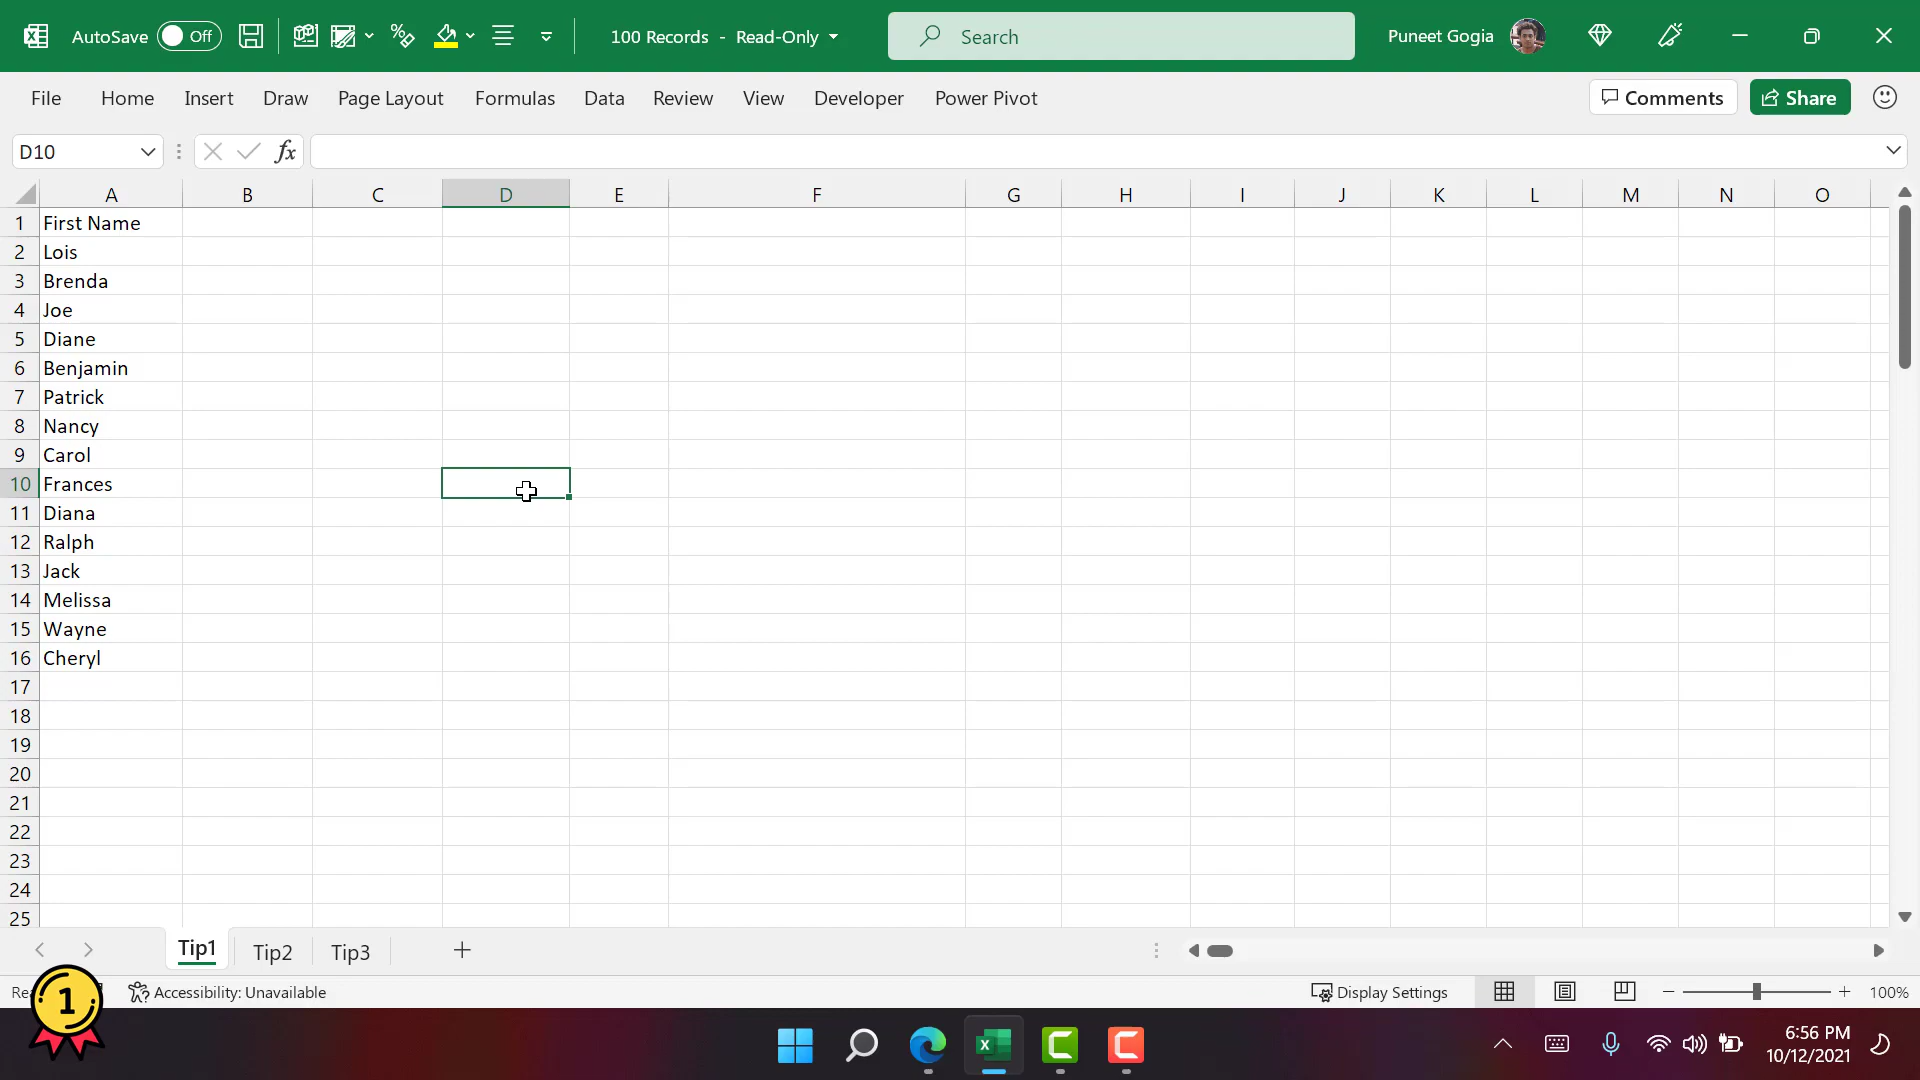 AutoSave Off 100 Records - Read-Only Search Puneet Gogia
File Home Insert Draw Page Layout Formulas Data Review View Developer Power Pivot Comments Share
D10 fx
A B C D E F G H I J K L M N O
1 First Name
2 Lois
3 Brenda
4 Joe
5 Diane
6 Benjamin
7 Patrick
8 Nancy
9 Carol
10 Frances
11 Diana
12 Ralph
13 Jack
14 Melissa
15 Wayne
16 Cheryl
17
18
19
20
21
22
23
24
25
Tip1 Tip2 Tip3
1 Accessibility: Unavailable Display Settings 100%
6:56 PM
10/12/2021